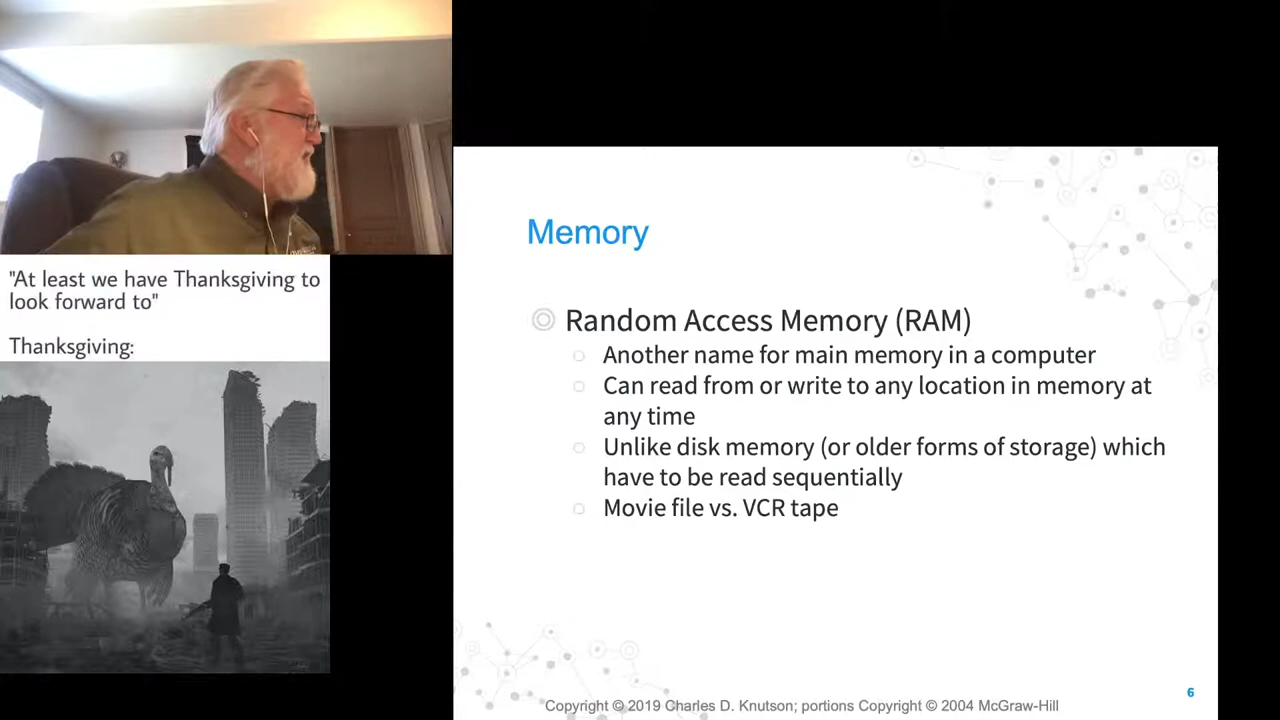 "At least we have Thanksgiving to
look forward to"
Thanksgiving:
Memory
Random Access Memory (RAM)
Another name for main memory in a computer
Can read from or write to any location in memory at
any time
Unlike disk memory (or older forms of storage) which
have to be read sequentially
Movie file vs. VCR tape
6
Copyright © 2019 Charles D. Knutson; portions Copyright © 2004 McGraw-Hill